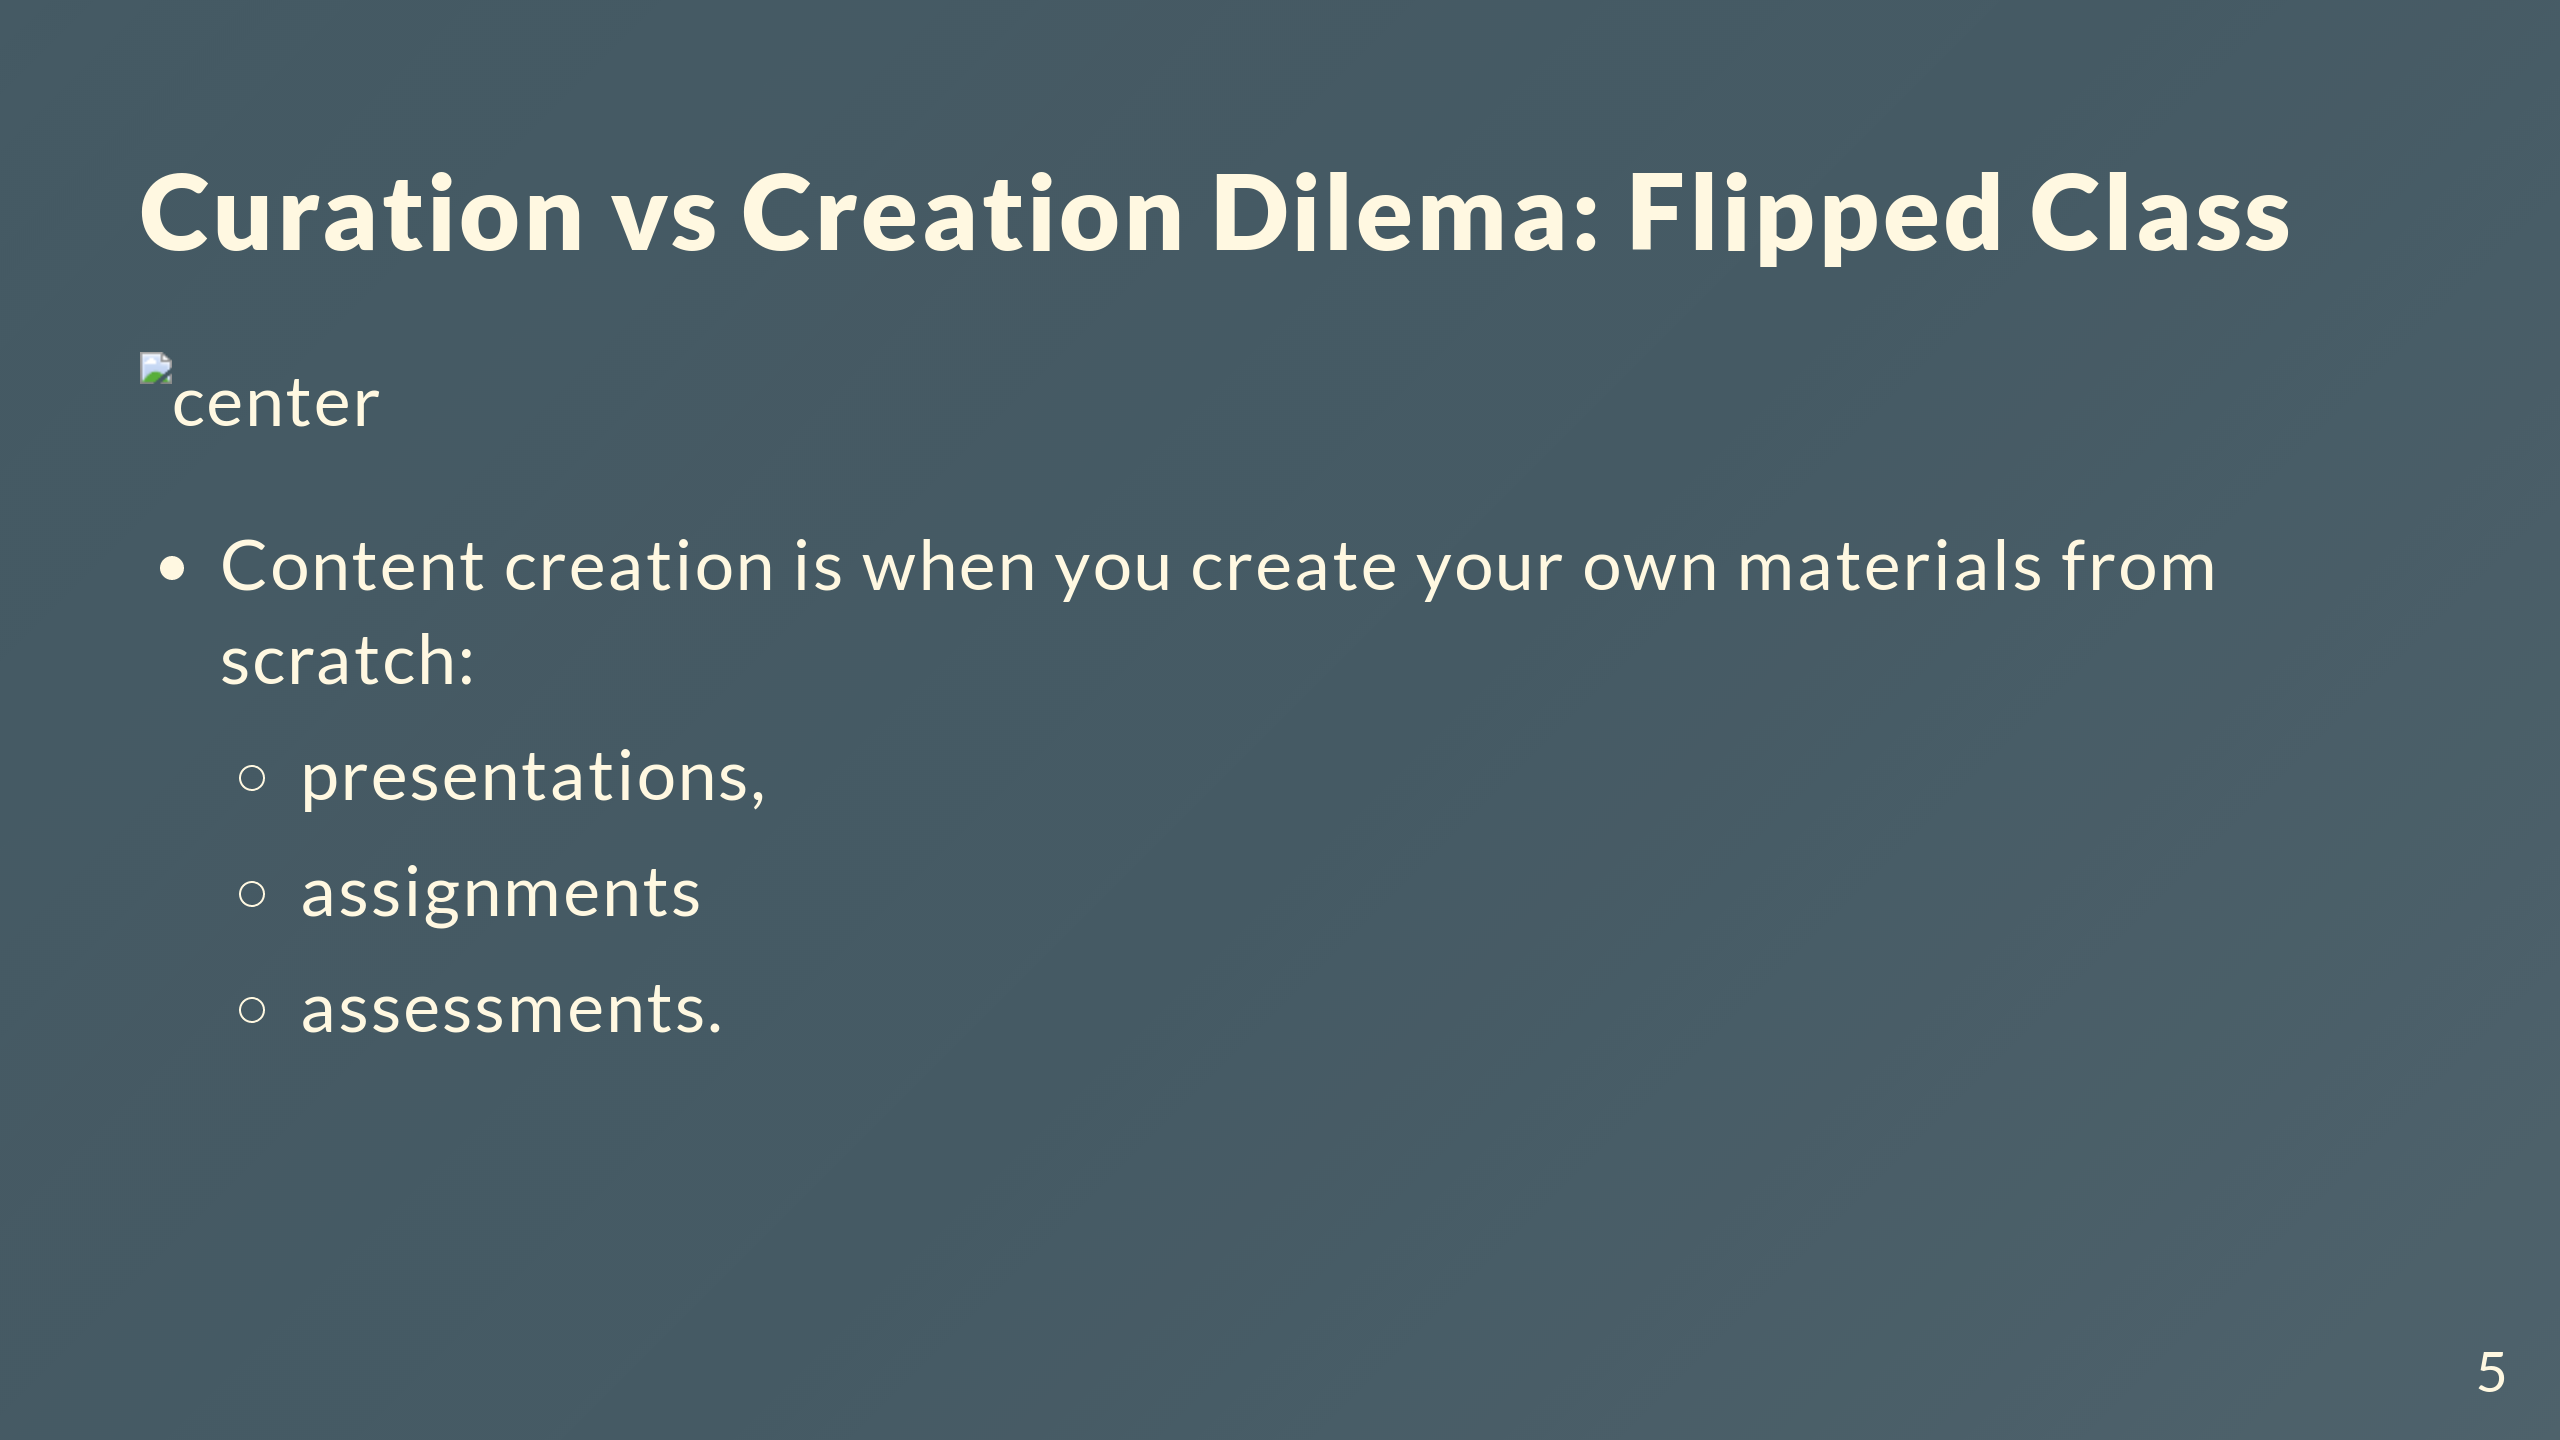 Curation vs Creation Dilema: Flipped Class
center
Content creation is when you create your own materials from
scratch:
presentations,
assignments
assessments.
5